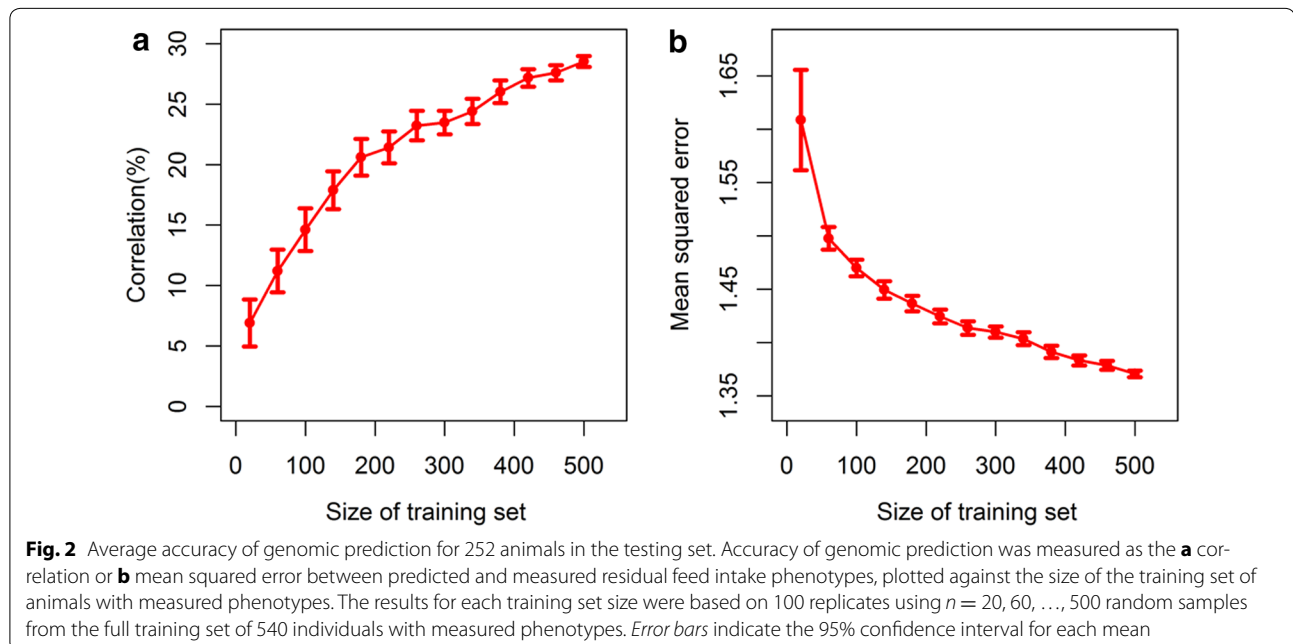 a
30
25
20
15
10
5
0
Correlation(%)
0 100 200 300 400 500
Size of training set
b
1.65
1.55
1.45
1.35
Mean squared error
0 100 200 300 400 500
Size of training set
Fig. 2 Average accuracy of genomic prediction for 252 animals in the testing set. Accuracy of genomic prediction was measured as the a cor-
relation or b mean squared error between predicted and measured residual feed intake phenotypes, plotted against the size of the training set of
animals with measured phenotypes. The results for each training set size were based on 100 replicates using n = 20, 60, …, 500 random samples
from the full training set of 540 individuals with measured phenotypes. Error bars indicate the 95% confidence interval for each mean